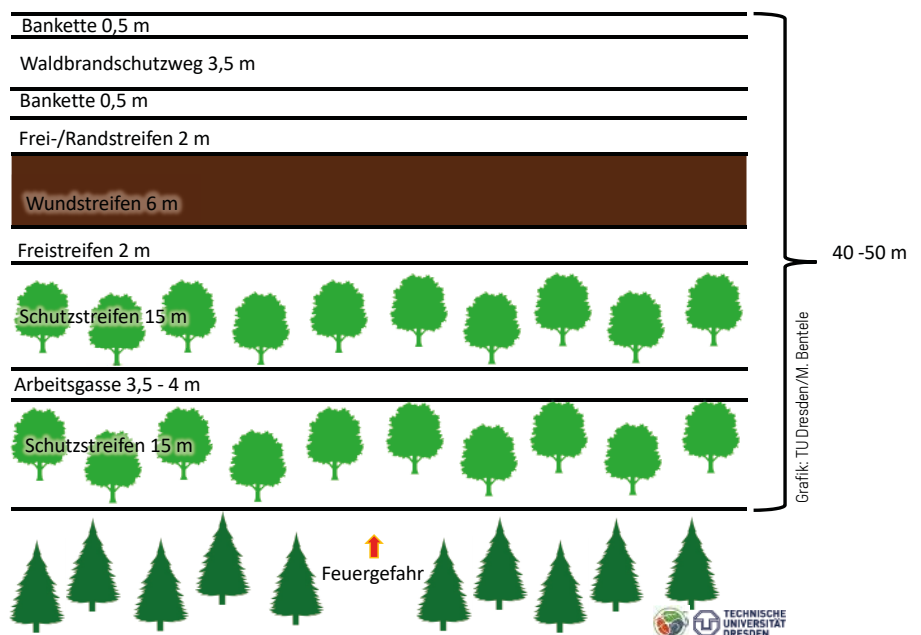 Bankette 0,5 m
Waldbrandschutzweg 3,5 m
Bankette 0,5 m
Frei-/Randstreifen 2 m
Wundstreifen 6 m
Freistreifen 2 m
40 -50 m
Schutzstreifen 15 m
Arbeitsgasse 3,5 - 4 m
Schutzstreifen 15 m
Grafik: TU Dresden/M. Bentele
Feuergefahr
TECHNISCHE
UNIVERSITÄT
DRESDEN